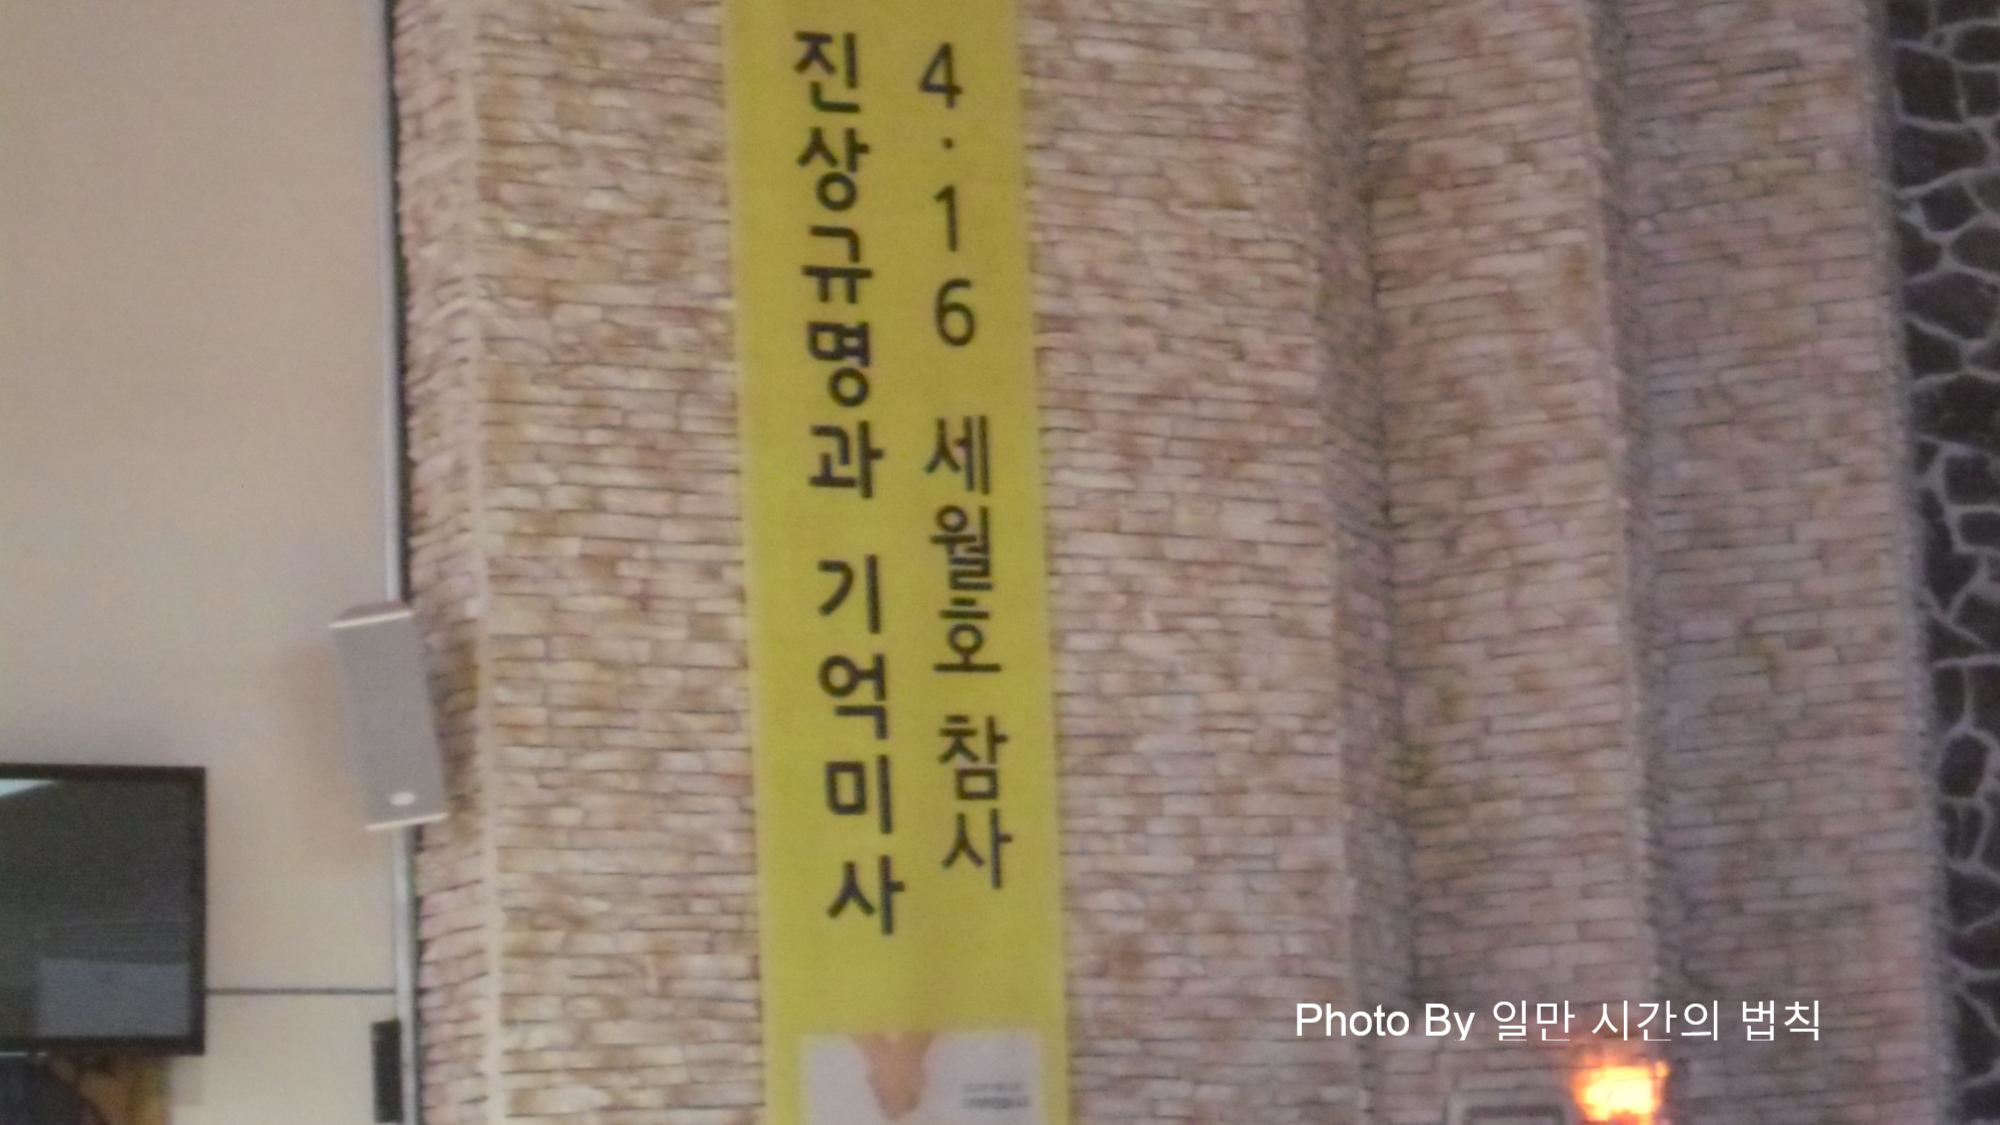 4·16 세월호 참사
진상규명과 기억미사
Photo By 일만 시간의 법칙